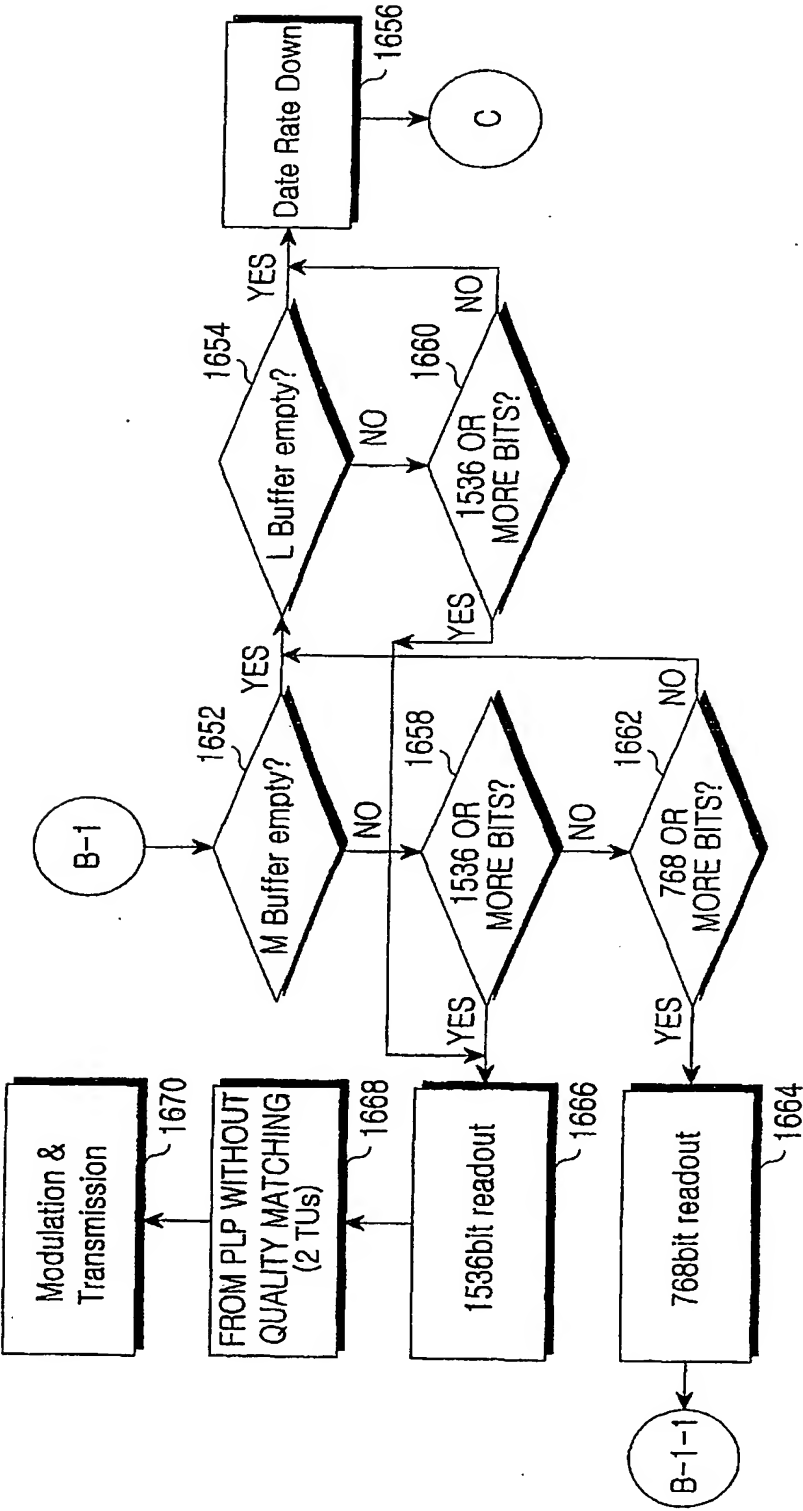 B-1
M Buffer empty?
1652
YES
NO
L Buffer empty?
1654
YES
NO
Date Rate Down
1656
C
1536 OR
MORE BITS?
1658
YES
NO
1536 OR
MORE BITS?
1660
YES
NO
768 OR
MORE BITS?
1662
YES
NO
Modulation &
Transmission
1670
FROM PLP WITHOUT
QUALITY MATCHING
(2 TUs)
1668
1536bit readout
1666
768bit readout
1664
B-1-1